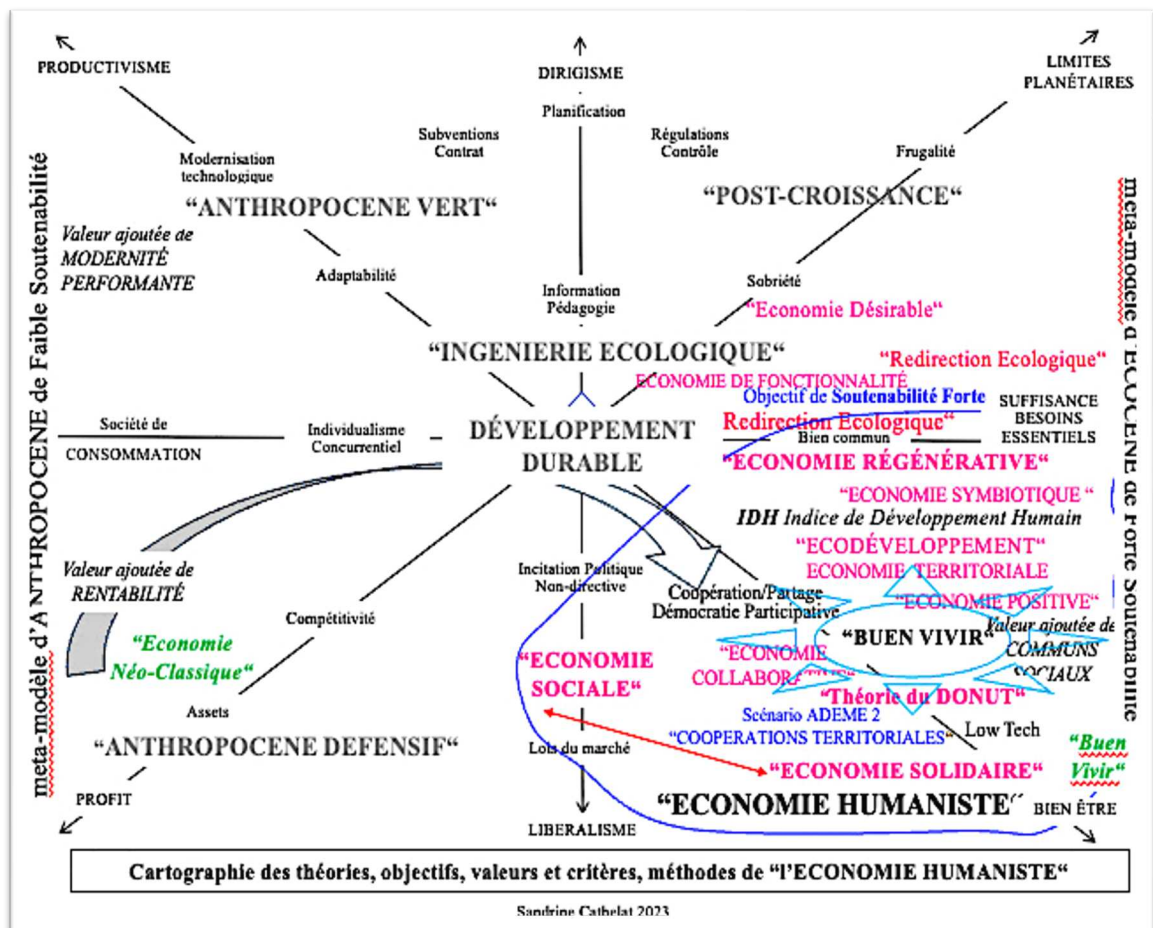 PRODUCTIVISME
DIRIGISME
LIMITES
PLANÉTAIRES
Planification
Subventions
Contrat
Régulations
Contrôle
Modernisation
technologique
Frugalité
“ANTHROPOCENE VERT“
“POST-CROISSANCE“
Valeur ajoutée de
MODERNITÉ
PERFORMANTE
Adaptabilité
Information
Pédagogie
Sobriété
“Economie Désirable“
“INGENIERIE ECOLOGIQUE“
“Redirection Ecologique“
ECONOMIE DE FONCTIONNALITÉ
Objectif de Soutenabilité Forte
SUFFISANCE
BESOINS
ESSENTIELS
Société de
CONSOMMATION
Individualisme
Concurrentiel
DÉVELOPPEMENT
DURABLE
Redirection Ecologique“
Bien commun
“ECONOMIE RÉGÉNÉRATIVE“
“ECONOMIE SYMBIOTIQUE “
IDH Indice de Développement Humain
“ECODÉVELOPPEMENT“
ECONOMIE TERRITORIALE
Valeur ajoutée de
RENTABILITÉ
Incitation Politique
Non-directive
Coopération/Partage
Démocratie Participative
“ECONOMIE POSITIVE“
“BUEN VIVIR“
Valeur ajoutée de
COMMUNS
SOCIAUX
Compétitivité
“Economie
Néo-Classique“
“ECONOMIE
SOCIALE“
“ECONOMIE
“Théorie du DONUT“
Assets
Scénario ADEME 2
“COOPERATIONS TERRITORIALES“
Low Tech
“ANTHROPOCENE DEFENSIF“
Lois du marché
“Buen
Vivir“
“ECONOMIE SOLIDAIRE“
PROFIT
“ECONOMIE HUMANISTE“
BIEN ÊTRE
LIBERALISME
meta-modèle d’ANTHROPOCENE de Faible Soutenabilité
meta-modèle d’ECOCENE de Forte Soutenabilité
Cartographie des théories, objectifs, valeurs et critères, méthodes de “l’ECONOMIE HUMANISTE“
Sandrine Cathelat 2023